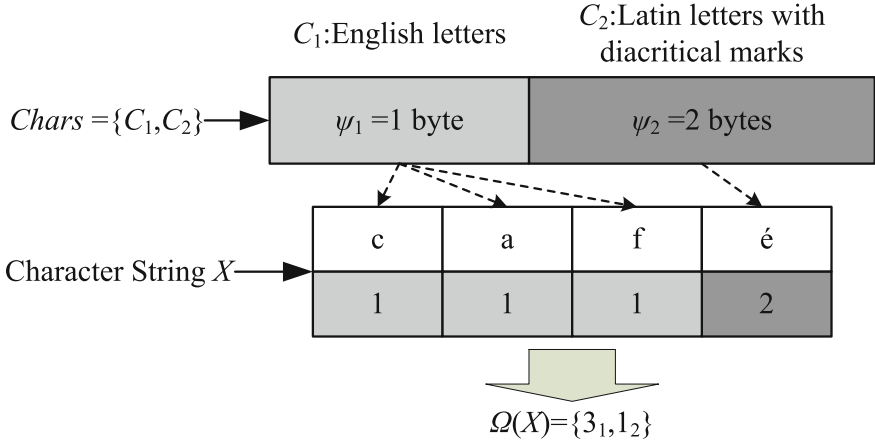 C₁:English letters
C₂:Latin letters with
diacritical marks
Chars ={C₁,C₂}
ψ₁ =1 byte
ψ₂ =2 bytes
c a f é
Character String X
1 1 1 2
Ω(X)={3₁,1₂}